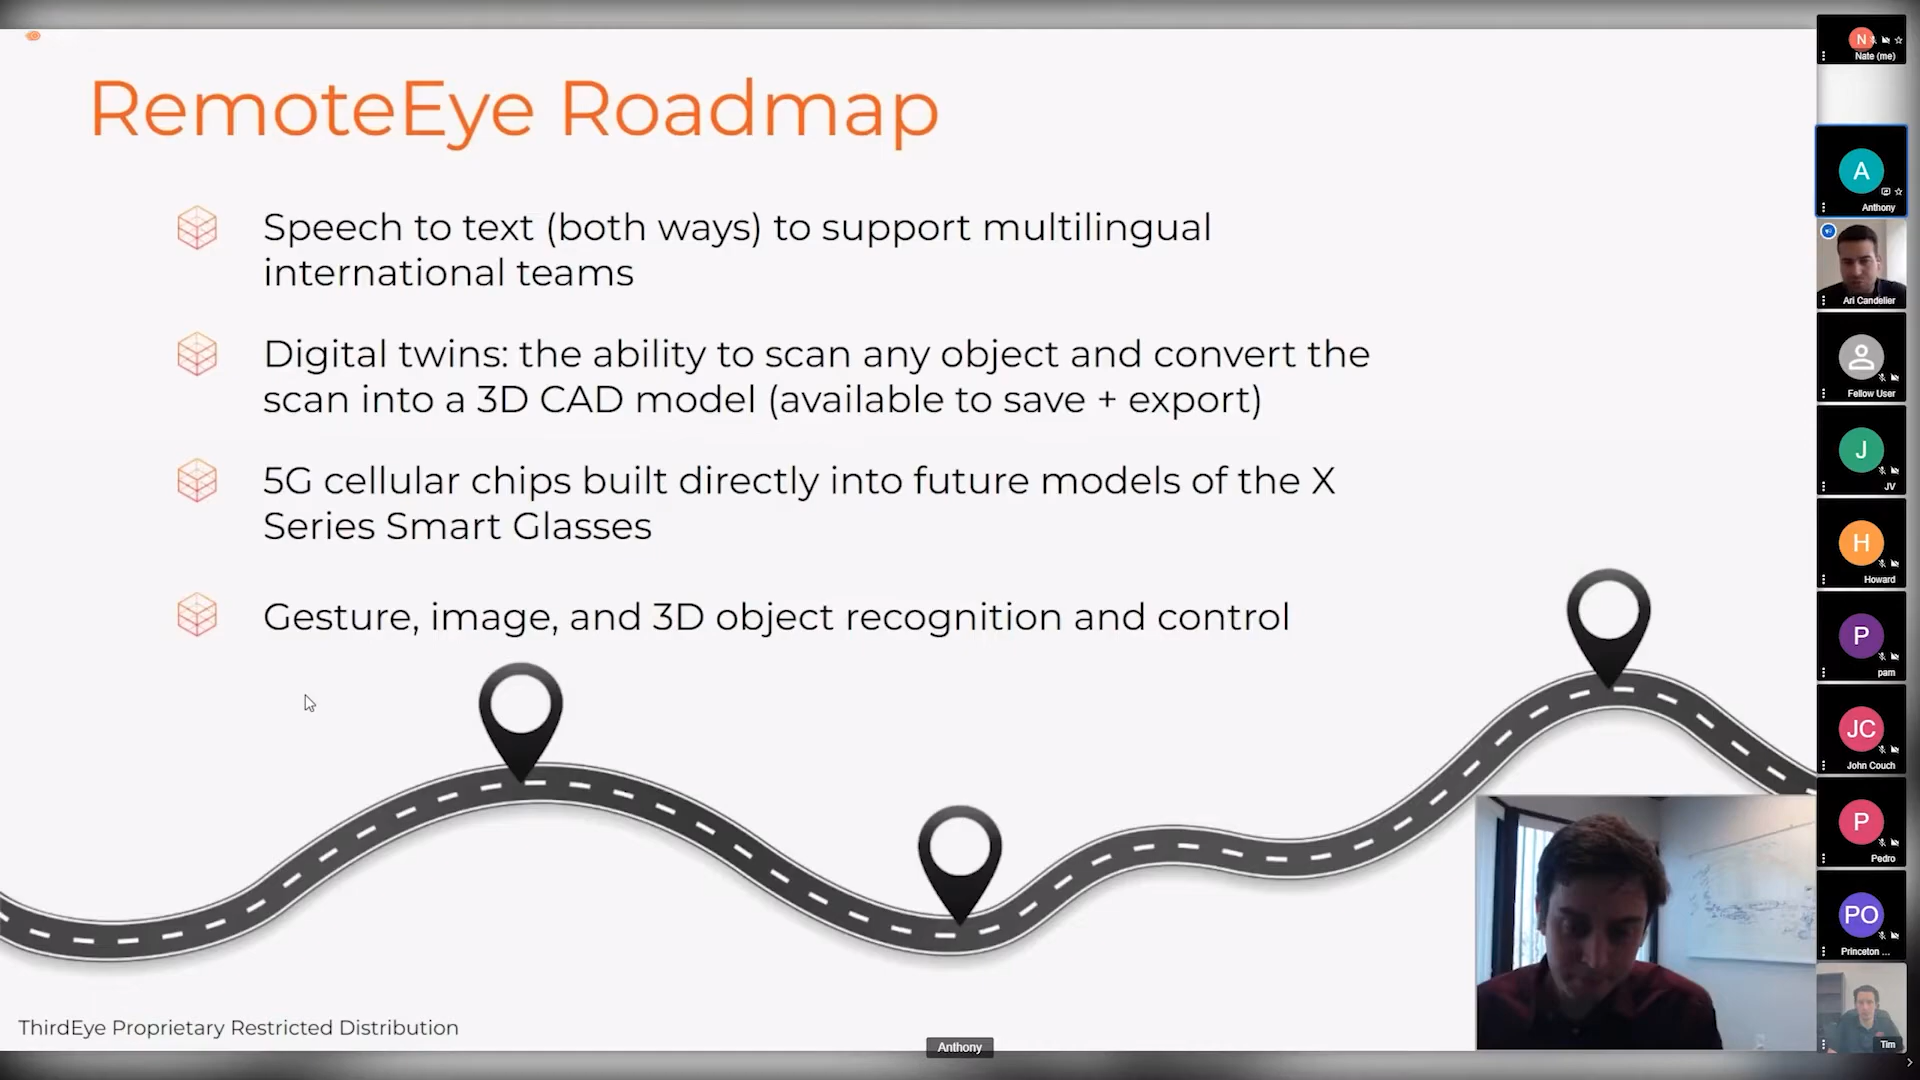 RemoteEye Roadmap
Speech to text (both ways) to support multilingual
international teams
Digital twins: the ability to scan any object and convert the
scan into a 3D CAD model (available to save + export)
5G cellular chips built directly into future models of the X
Series Smart Glasses
Gesture, image, and 3D object recognition and control
ThirdEye Proprietary Restricted Distribution
Anthony
N
Nate (me)
A
Anthony
Ari Candelier
Fellow User
J
JV
H
Howard
P
pam
JC
John Couch
P
Pedro
PO
Princeton ...
Tim